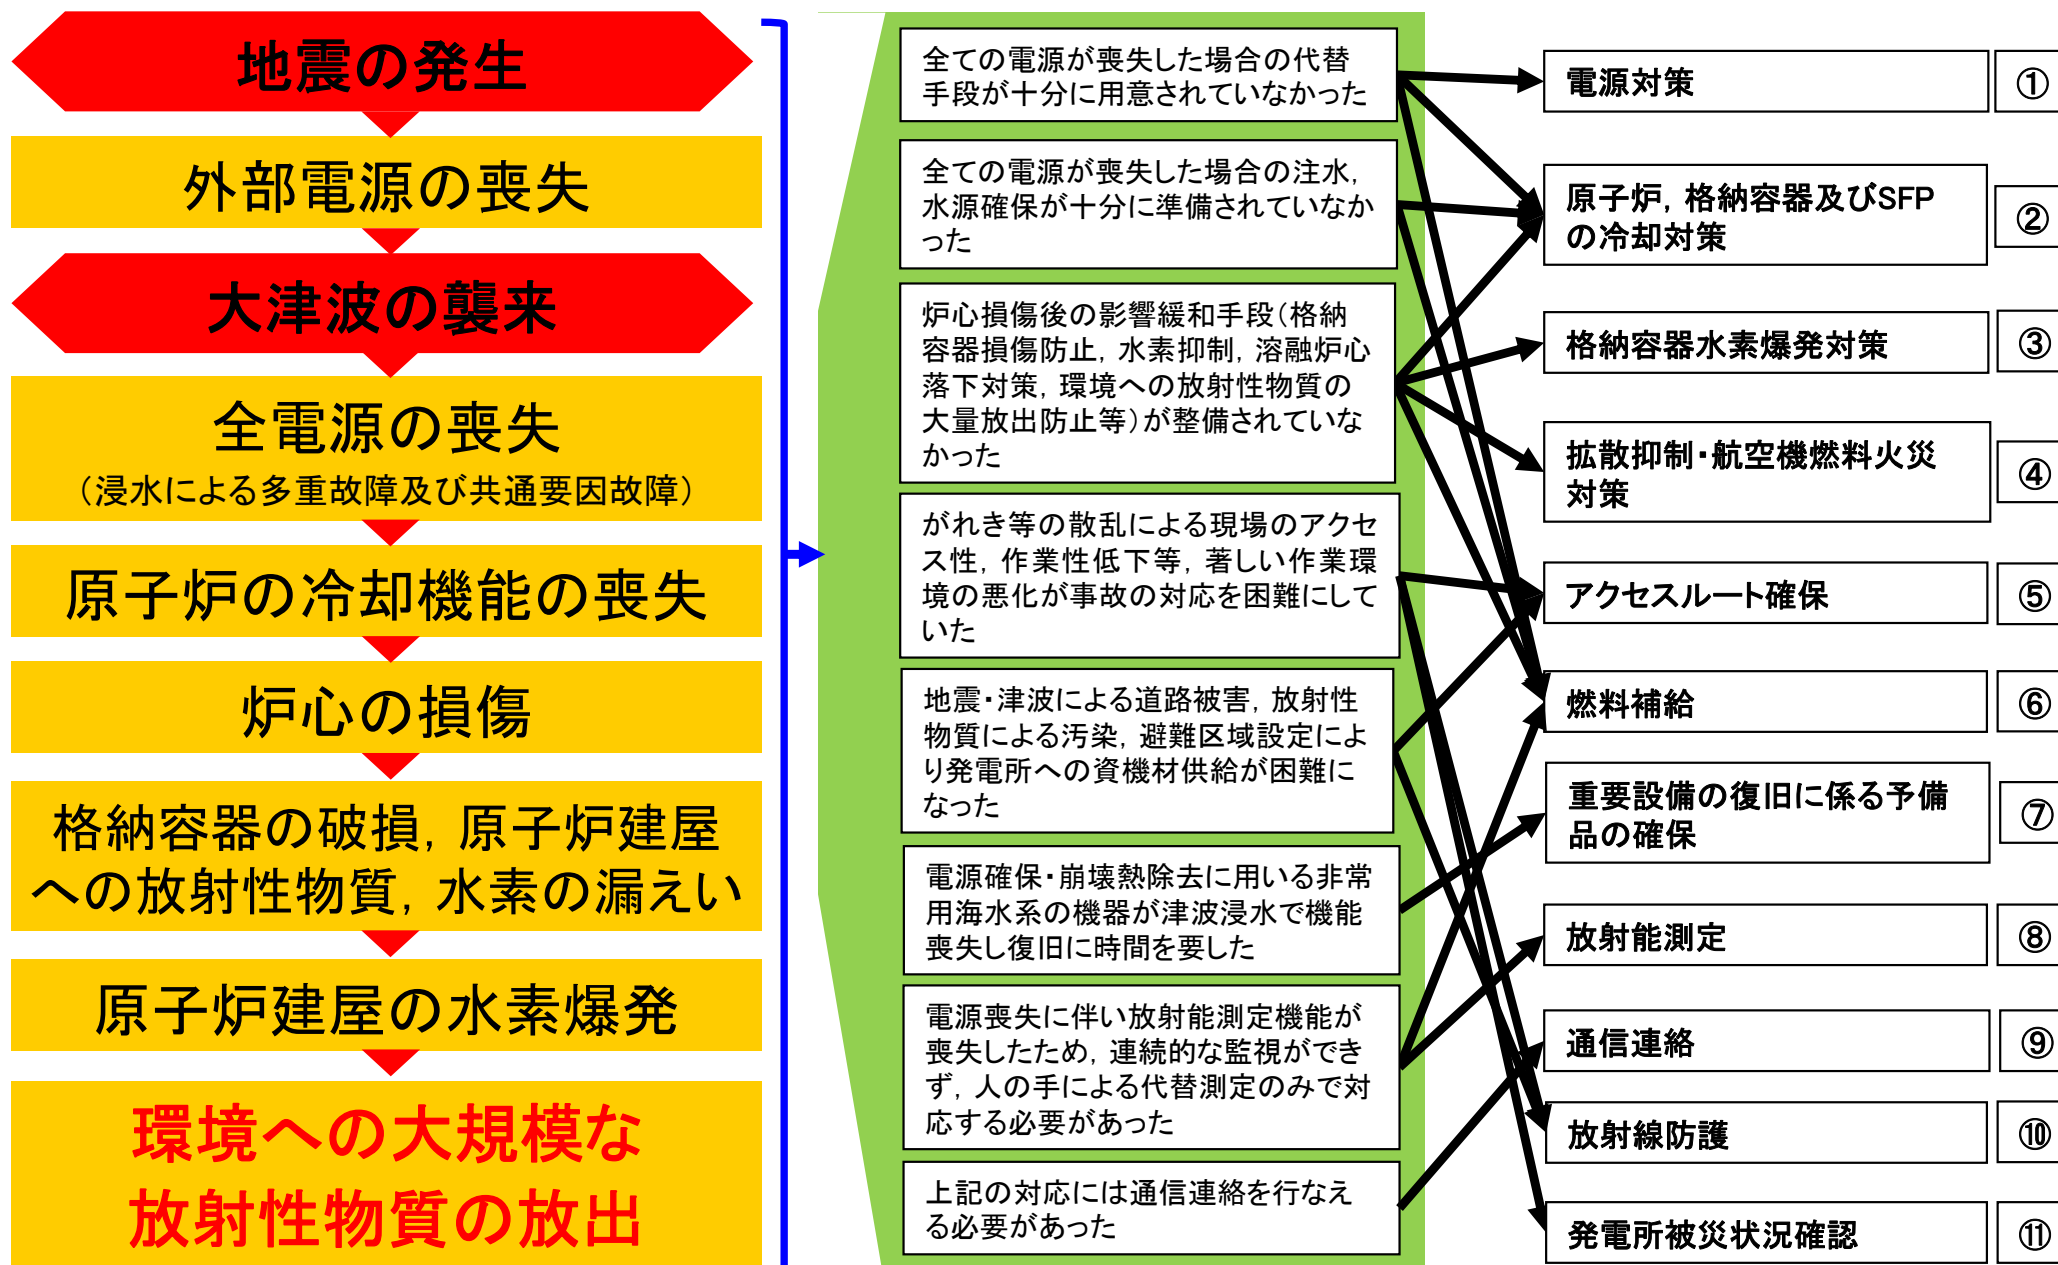 地震の発生
外部電源の喪失
大津波の襲来
全電源の喪失
（浸水による多重故障及び共通要因故障）
原子炉の冷却機能の喪失
炉心の損傷
格納容器の破損，原子炉建屋
への放射性物質，水素の漏えい
原子炉建屋の水素爆発
環境への大規模な
放射性物質の放出
全ての電源が喪失した場合の代替
手段が十分に用意されていなかった
全ての電源が喪失した場合の注水，
水源確保が十分に準備されていなか
った
炉心損傷後の影響緩和手段（格納
容器損傷防止，水素抑制，溶融炉心
落下対策，環境への放射性物質の
大量放出防止等）が整備されていな
かった
がれき等の散乱による現場のアクセ
ス性，作業性低下等，著しい作業環
境の悪化が事故の対応を困難にして
いた
地震・津波による道路被害，放射性
物質による汚染，避難区域設定によ
り発電所への資機材供給が困難に
なった
電源確保・崩壊熱除去に用いる非常
用海水系の機器が津波浸水で機能
喪失し復旧に時間を要した
電源喪失に伴い放射能測定機能が
喪失したため，連続的な監視ができ
ず，人の手による代替測定のみで対
応する必要があった
上記の対応には通信連絡を行なえ
る必要があった
電源対策 ①
原子炉，格納容器及びSFP
の冷却対策 ②
格納容器水素爆発対策 ③
拡散抑制・航空機燃料火災
対策 ④
アクセスルート確保 ⑤
燃料補給 ⑥
重要設備の復旧に係る予備
品の確保 ⑦
放射能測定 ⑧
通信連絡 ⑨
放射線防護 ⑩
発電所被災状況確認 ⑪